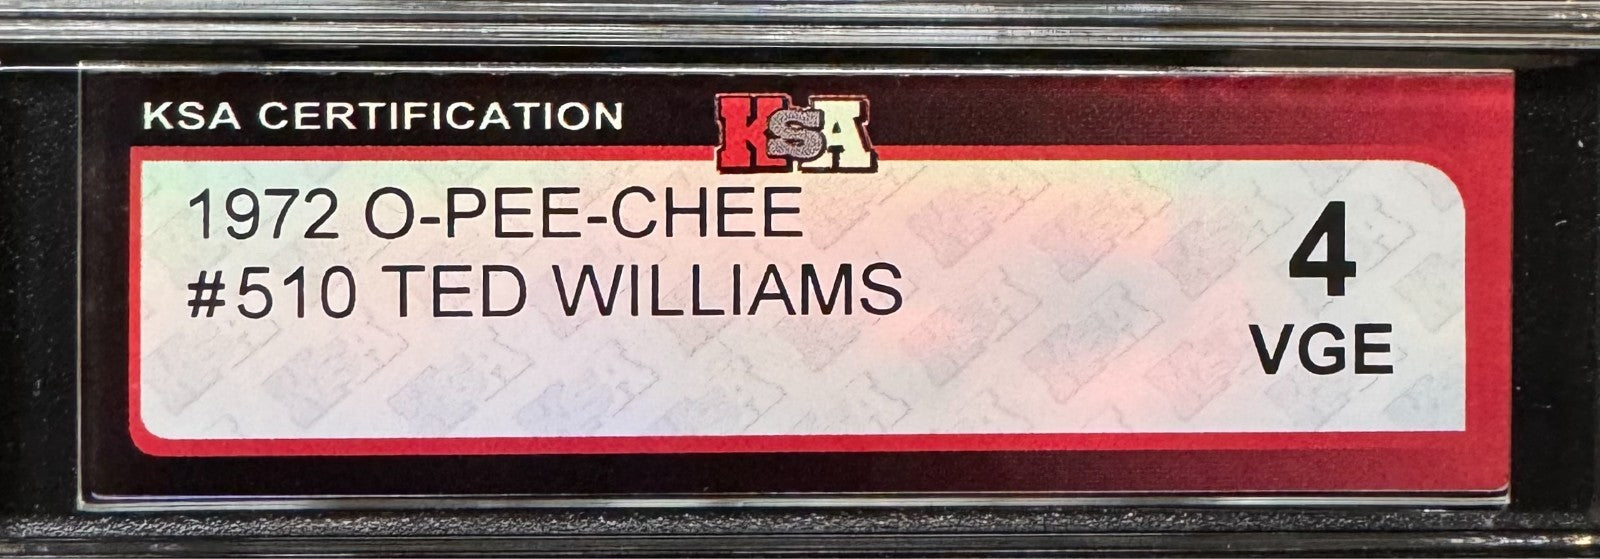 KSA CERTIFICATION
KSA
1972 O-PEE-CHEE
#510 TED WILLIAMS
4
VGE